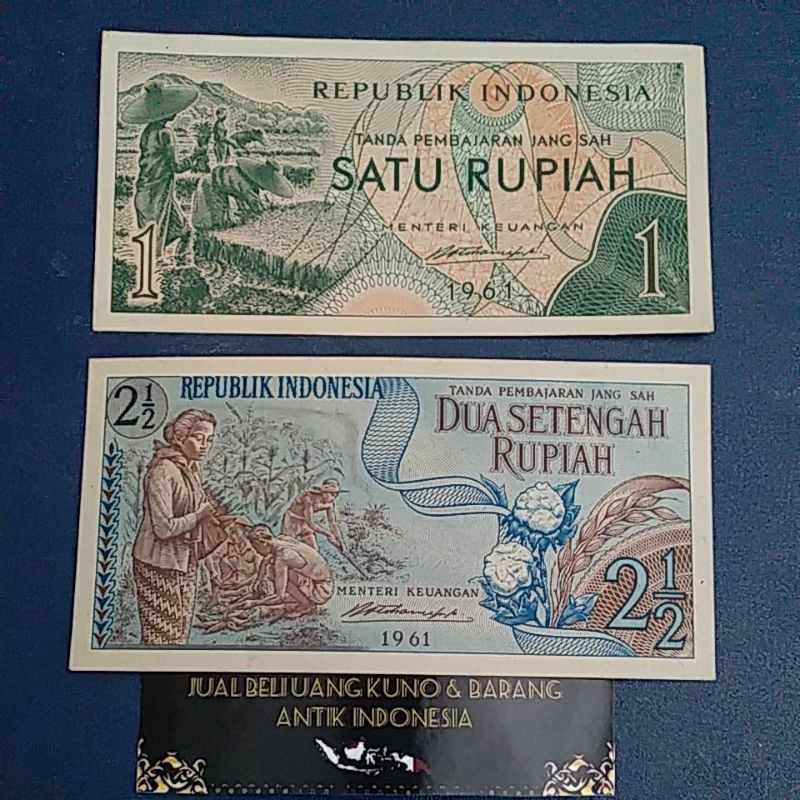 REPUBLIK INDONESIA
TANDA PEMBAJARAN JANG SAH
SATU RUPIAH
MENTERI KEUANGAN
1961
1
1
2½
REPUBLIK INDONESIA
TANDA PEMBAJARAN JANG SAH
DUA SETENGAH
RUPIAH
MENTERI KEUANGAN
1961
2½
JUAL BELI UANG KUNO & BARANG
ANTIK INDONESIA